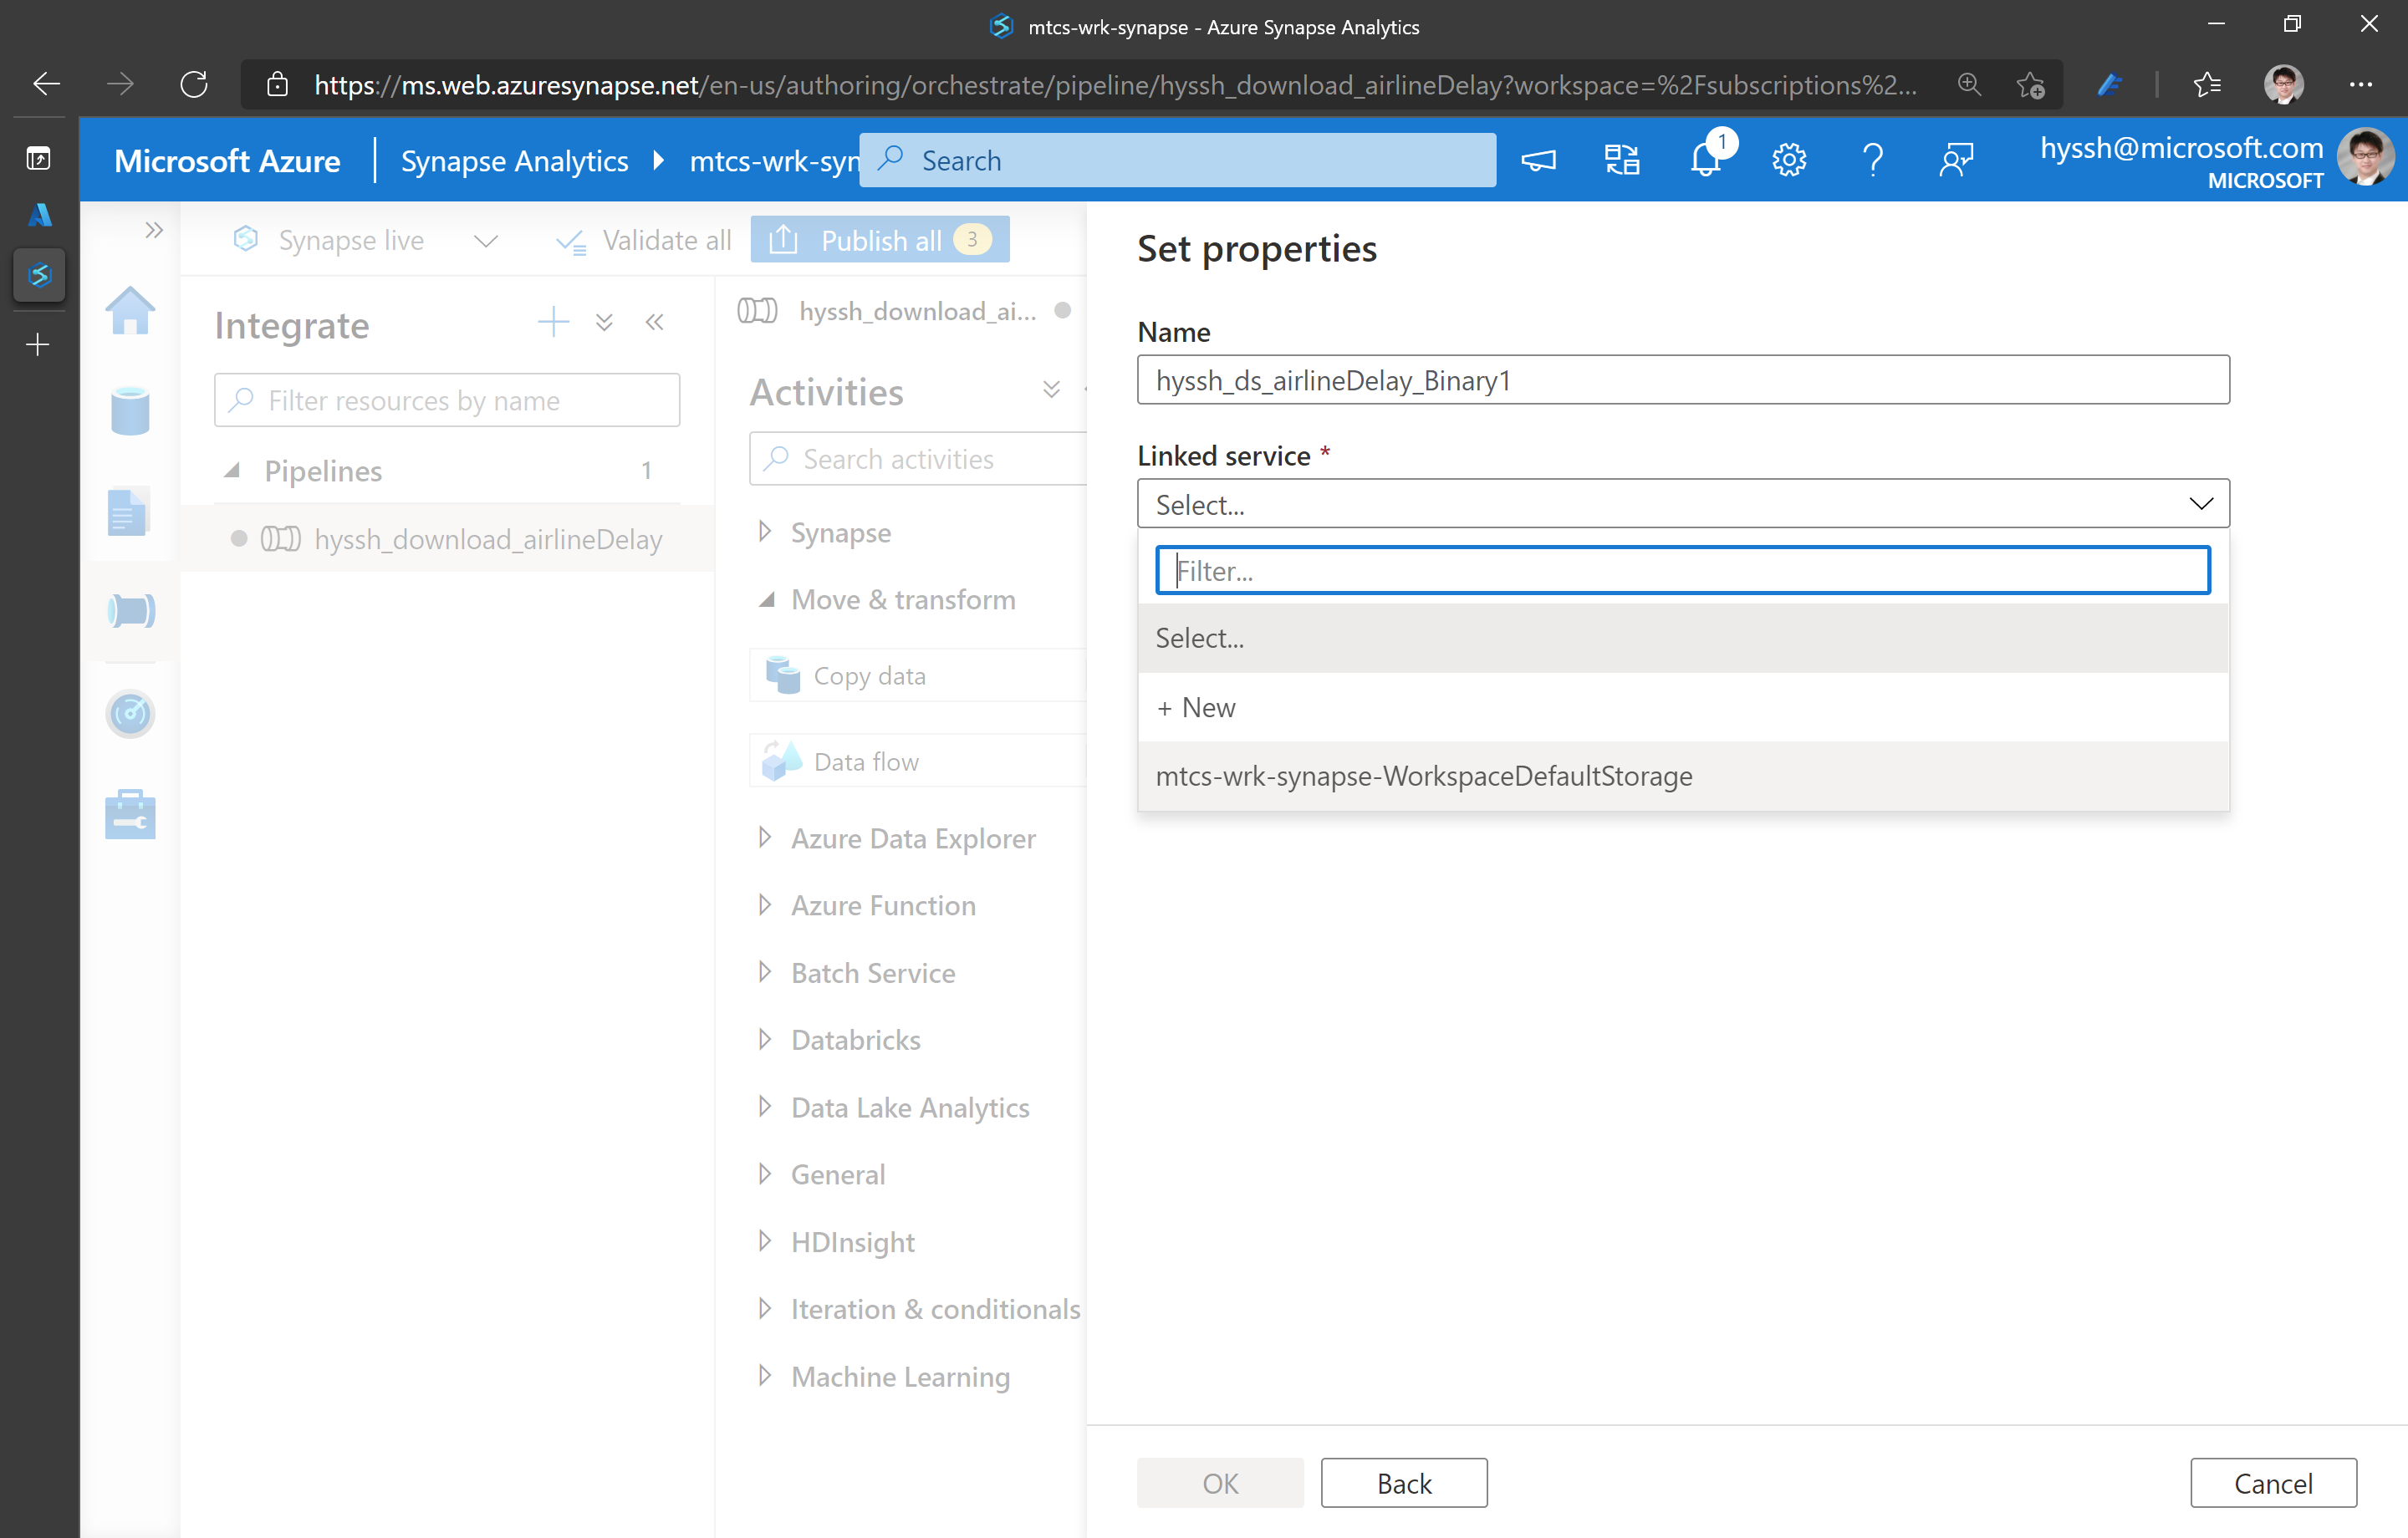 mtcs-wrk-synapse - Azure Synapse Analytics
https://ms.web.azuresynapse.net/en-us/authoring/orchestrate/pipeline/hyssh_download_airlineDelay?workspace=%2Fsubscriptions%2...
Microsoft Azure
Synapse Analytics
mtcs-wrk-syn
Search
1
hyssh@microsoft.com
MICROSOFT
Synapse live
Validate all
Publish all
3
Integrate
Filter resources by name
Pipelines
1
hyssh_download_airlineDelay
hyssh_download_ai...
Activities
Search activities
Synapse
Move & transform
Copy data
Data flow
Azure Data Explorer
Azure Function
Batch Service
Databricks
Data Lake Analytics
General
HDInsight
Iteration & conditionals
Machine Learning
Set properties
Name
hyssh_ds_airlineDelay_Binary1
Linked service *
Select...
Filter...
Select...
+ New
mtcs-wrk-synapse-WorkspaceDefaultStorage
OK
Back
Cancel